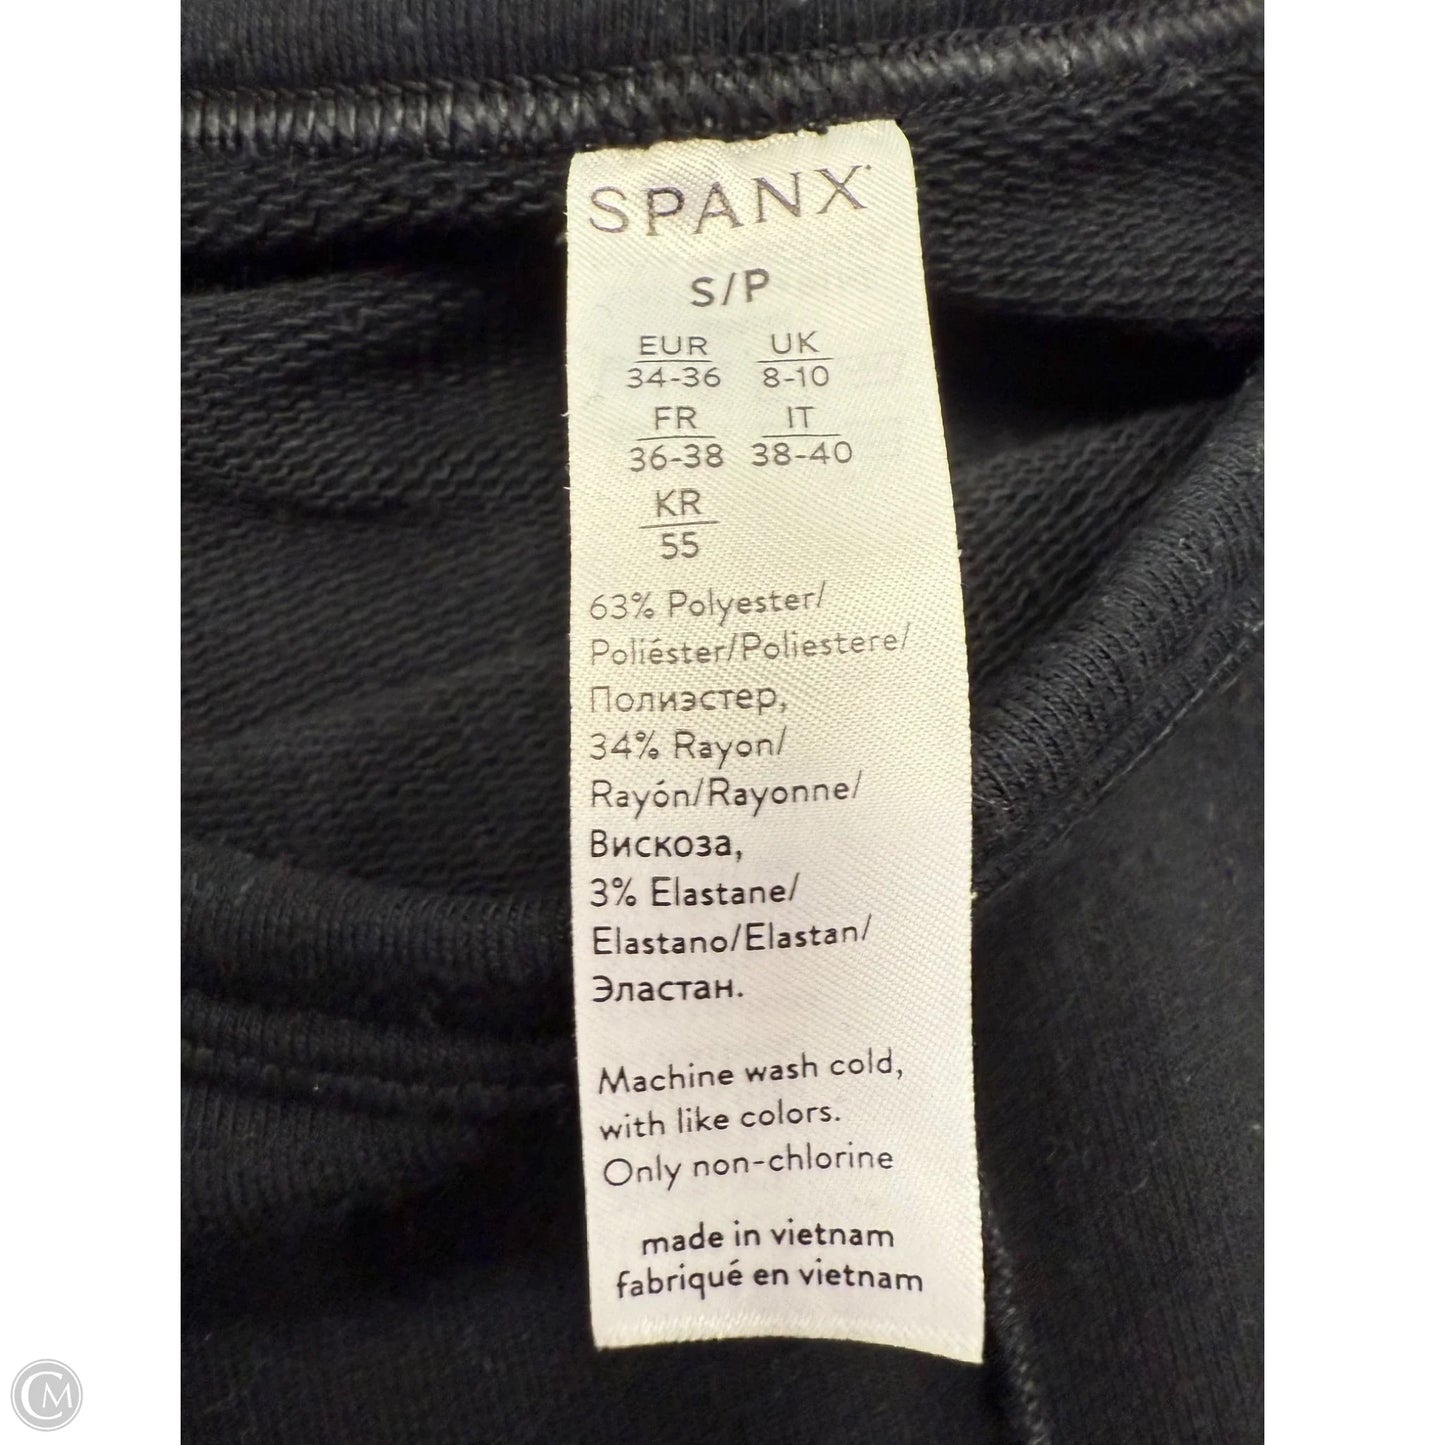 SPANX
S/P
EUR UK
34-36 8-10
FR IT
36-38 38-40
KR
55
63% Polyester/
Poliéster/Poliestere/
Полиэстер,
34% Rayon/
Rayón/Rayonne/
Вискоза,
3% Elastane/
Elastano/Elastan/
Эластан.
Machine wash cold,
with like colors.
Only non-chlorine
made in vietnam
fabriqué en vietnam
CM